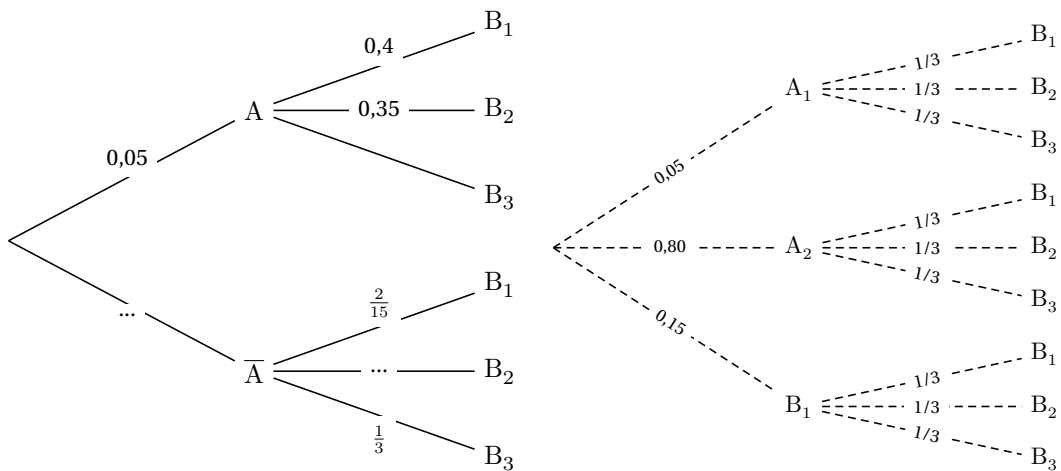 B₁
0,4
A
0,35
B₂
0,05
B₃
...
A̅
2/15
B₁
...
B₂
1/3
B₃
0,05
A₁
1/3
B₁
1/3
B₂
1/3
B₃
0,80
A₂
1/3
B₁
1/3
B₂
1/3
B₃
0,15
B₁
1/3
B₁
1/3
B₂
1/3
B₃